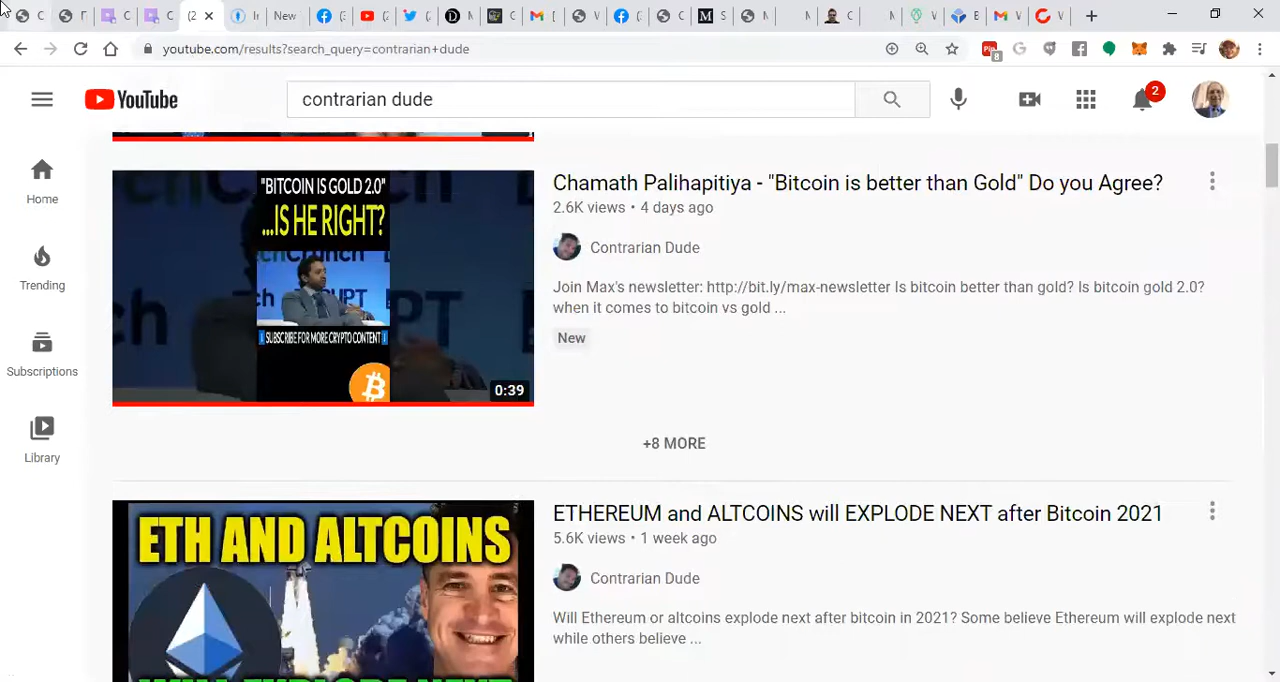 (2
New
youtube.com/results?search_query=contrarian+dude
8
YouTube
contrarian dude
2
Home
Trending
Subscriptions
Library
"BITCOIN IS GOLD 2.0"
...IS HE RIGHT?
SUBSCRIBE FOR MORE CRYPTO CONTENT
0:39
Chamath Palihapitiya - "Bitcoin is better than Gold" Do you Agree?
2.6K views • 4 days ago
Contrarian Dude
Join Max's newsletter: http://bit.ly/max-newsletter Is bitcoin better than gold? Is bitcoin gold 2.0?
when it comes to bitcoin vs gold ...
New
+8 MORE
ETH AND ALTCOINS
ETHEREUM and ALTCOINS will EXPLODE NEXT after Bitcoin 2021
5.6K views • 1 week ago
Contrarian Dude
Will Ethereum or altcoins explode next after bitcoin in 2021? Some believe Ethereum will explode next
while others believe ...